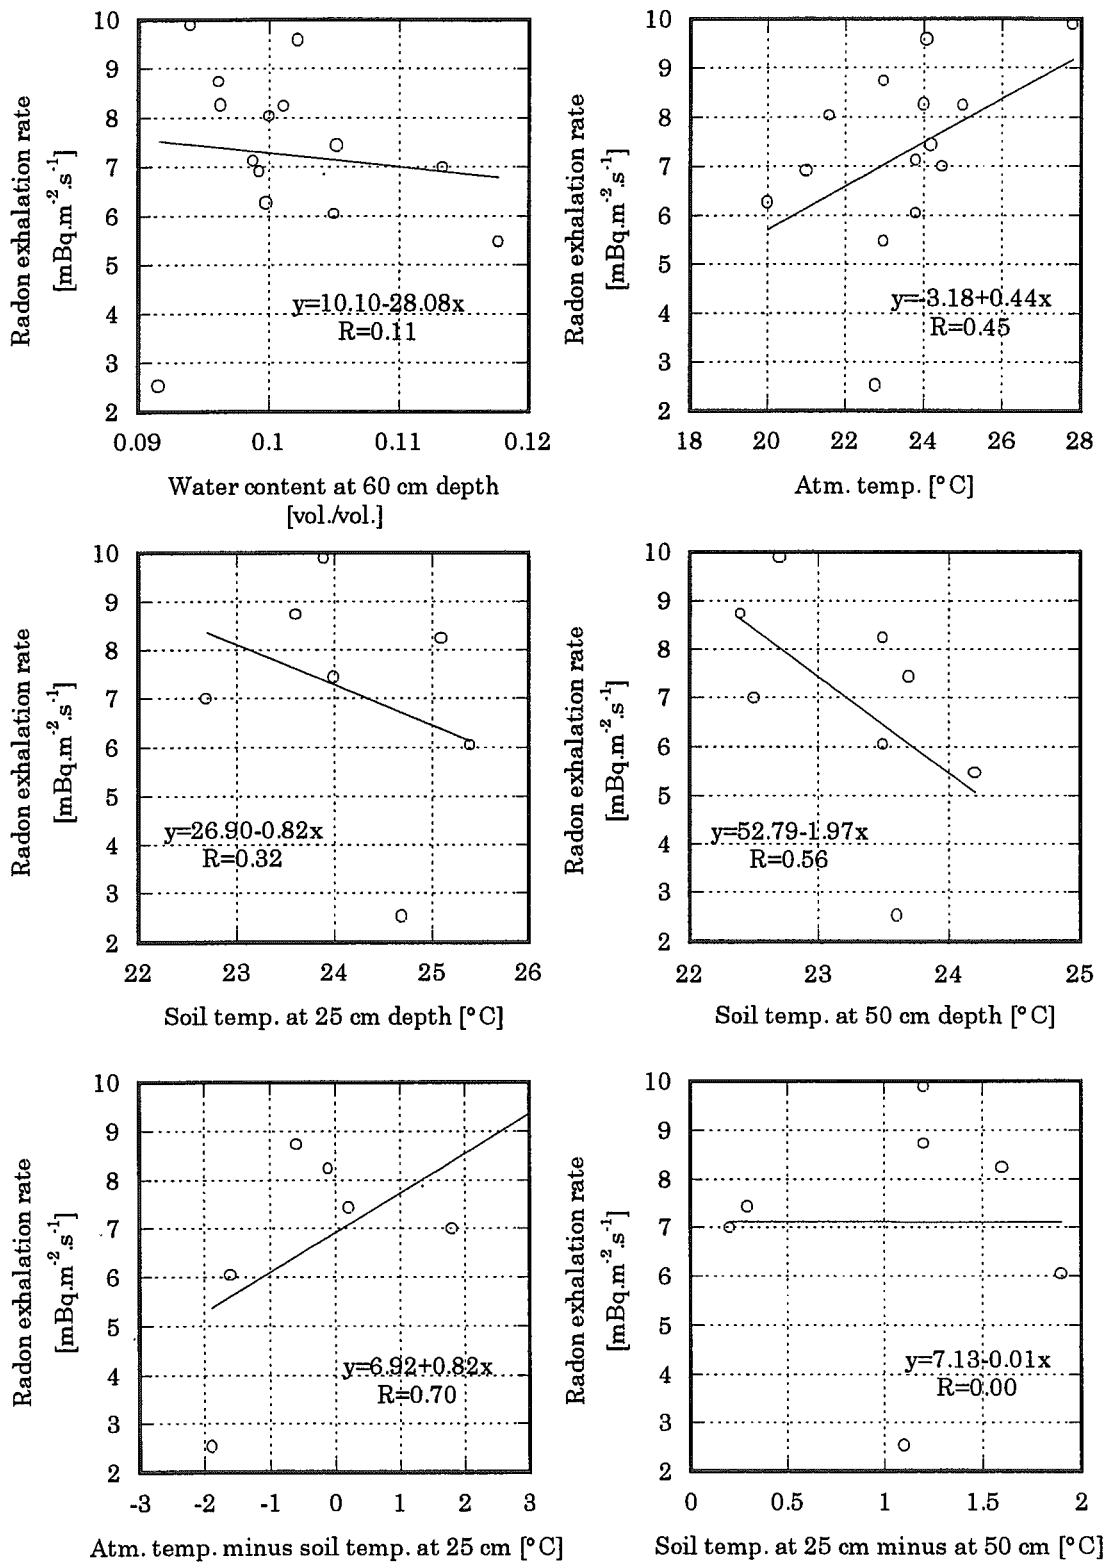 10
9
8
7
6
5
4
3
2
Radon exhalation rate
[mBq.m-2.s-1]
y=10.10-28.08x
R=0.11
0.09 0.1 0.11 0.12
Water content at 60 cm depth
[vol./vol.]
10
9
8
7
6
5
4
3
2
Radon exhalation rate
[mBq.m-2.s-1]
y=-3.18+0.44x
R=0.45
18 20 22 24 26 28
Atm. temp. [°C]
10
9
8
7
6
5
4
3
2
Radon exhalation rate
[mBq.m-2.s-1]
y=26.90-0.82x
R=0.32
22 23 24 25 26
Soil temp. at 25 cm depth [°C]
10
9
8
7
6
5
4
3
2
Radon exhalation rate
[mBq.m-2.s-1]
y=52.79-1.97x
R=0.56
22 23 24 25
Soil temp. at 50 cm depth [°C]
10
9
8
7
6
5
4
3
2
Radon exhalation rate
[mBq.m-2.s-1]
y=6.92+0.82x
R=0.70
-3 -2 -1 0 1 2 3
Atm. temp. minus soil temp. at 25 cm [°C]
10
9
8
7
6
5
4
3
2
Radon exhalation rate
[mBq.m-2.s-1]
y=7.13-0.01x
R=0.00
0 0.5 1 1.5 2
Soil temp. at 25 cm minus at 50 cm [°C]